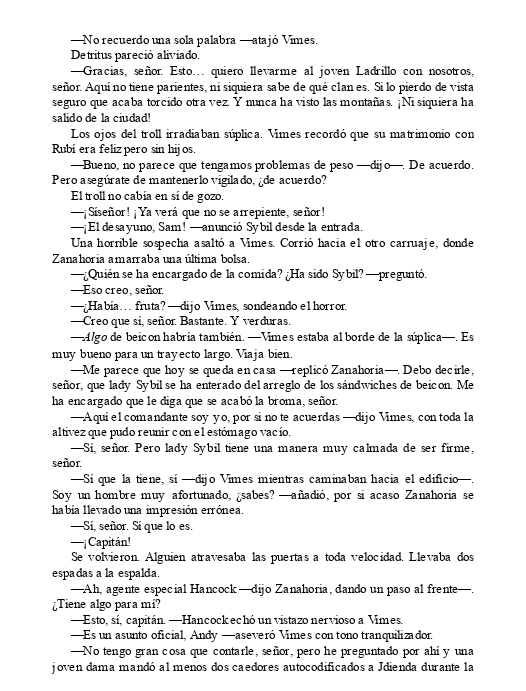 —No recuerdo una sola palabra —atajó Vimes.
Detritus pareció aliviado.
—Gracias, señor. Esto… quiero llevarme al joven Ladrillo con nosotros,
señor. Aquí no tiene parientes, ni siquiera sabe de qué clan es. Si lo pierdo de vista
seguro que acaba torcido otra vez. Y nunca ha visto las montañas. ¡Ni siquiera ha
salido de la ciudad!
Los ojos del troll irradiaban súplica. Vimes recordó que su matrimonio con
Rubí era feliz pero sin hijos.
—Bueno, no parece que tengamos problemas de peso —dijo—. De acuerdo.
Pero asegúrate de mantenerlo vigilado, ¿de acuerdo?
El troll no cabía en sí de gozo.
—¡Síseñor! ¡Ya verá que no se arrepiente, señor!
—¡El desayuno, Sam! —anunció Sybil desde la entrada.
Una horrible sospecha asaltó a Vimes. Corrió hacia el otro carruaje, donde
Zanahoria amarraba una última bolsa.
—¿Quién se ha encargado de la comida? ¿Ha sido Sybil? —preguntó.
—Eso creo, señor.
—¿Había… fruta? —dijo Vimes, sondeando el horror.
—Creo que sí, señor. Bastante. Y verduras.
—Algo de beicon habría también. —Vimes estaba al borde de la súplica—. Es
muy bueno para un trayecto largo. Viaja bien.
—Me parece que hoy se queda en casa —replicó Zanahoria—. Debo decirle,
señor, que lady Sybil se ha enterado del arreglo de los sándwiches de beicon. Me
ha encargado que le diga que se acabó la broma, señor.
—Aquí el comandante soy yo, por si no te acuerdas —dijo Vimes, con toda la
altivez que pudo reunir con el estómago vacío.
—Sí, señor. Pero lady Sybil tiene una manera muy calmada de ser firme,
señor.
—Sí que la tiene, sí —dijo Vimes mientras caminaban hacia el edificio—.
Soy un hombre muy afortunado, ¿sabes? —añadió, por si acaso Zanahoria se
había llevado una impresión errónea.
—Sí, señor. Sí que lo es.
—¡Capitán!
Se volvieron. Alguien atravesaba las puertas a toda velocidad. Llevaba dos
espadas a la espalda.
—Ah, agente especial Hancock —dijo Zanahoria, dando un paso al frente—.
¿Tiene algo para mí?
—Esto, sí, capitán. —Hancock echó un vistazo nervioso a Vimes.
—Es un asunto oficial, Andy —aseveró Vimes con tono tranquilizador.
—No tengo gran cosa que contarle, señor, pero he preguntado por ahí y una
joven dama mandó al menos dos caedores autocodificados a Jdienda durante la